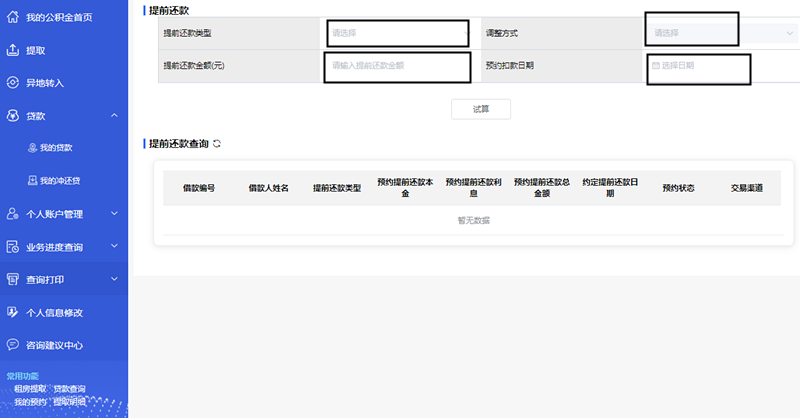 我的公积金首页
提取
异地转入
贷款
我的贷款
我的冲还贷
个人账户管理
业务进度查询
查询打印
个人信息修改
咨询建议中心
常用功能
租房提取 贷款查询
我的预约 提取明细
提前还款
提前还款类型 请选择 调整方式 请选择
提前还款金额(元) 请输入提前还款金额 预约扣款日期 选择日期
试算
提前还款查询
借款编号 借款人姓名 提前还款类型 预约提前还款本金 预约提前还款利息 预约提前还款总金额 约定提前还款日期 预约状态 交易渠道
暂无数据